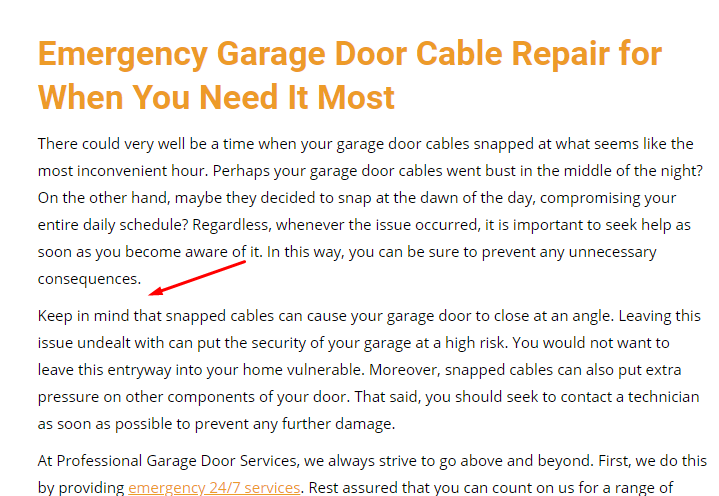 Emergency Garage Door Cable Repair for
When You Need It Most
There could very well be a time when your garage door cables snapped at what seems like the
most inconvenient hour. Perhaps your garage door cables went bust in the middle of the night?
On the other hand, maybe they decided to snap at the dawn of the day, compromising your
entire daily schedule? Regardless, whenever the issue occurred, it is important to seek help as
soon as you become aware of it. In this way, you can be sure to prevent any unnecessary
consequences.
Keep in mind that snapped cables can cause your garage door to close at an angle. Leaving this
issue undealt with can put the security of your garage at a high risk. You would not want to
leave this entryway into your home vulnerable. Moreover, snapped cables can also put extra
pressure on other components of your door. That said, you should seek to contact a technician
as soon as possible to prevent any further damage.
At Professional Garage Door Services, we always strive to go above and beyond. First, we do this
by providing emergency 24/7 services. Rest assured that you can count on us for a range of